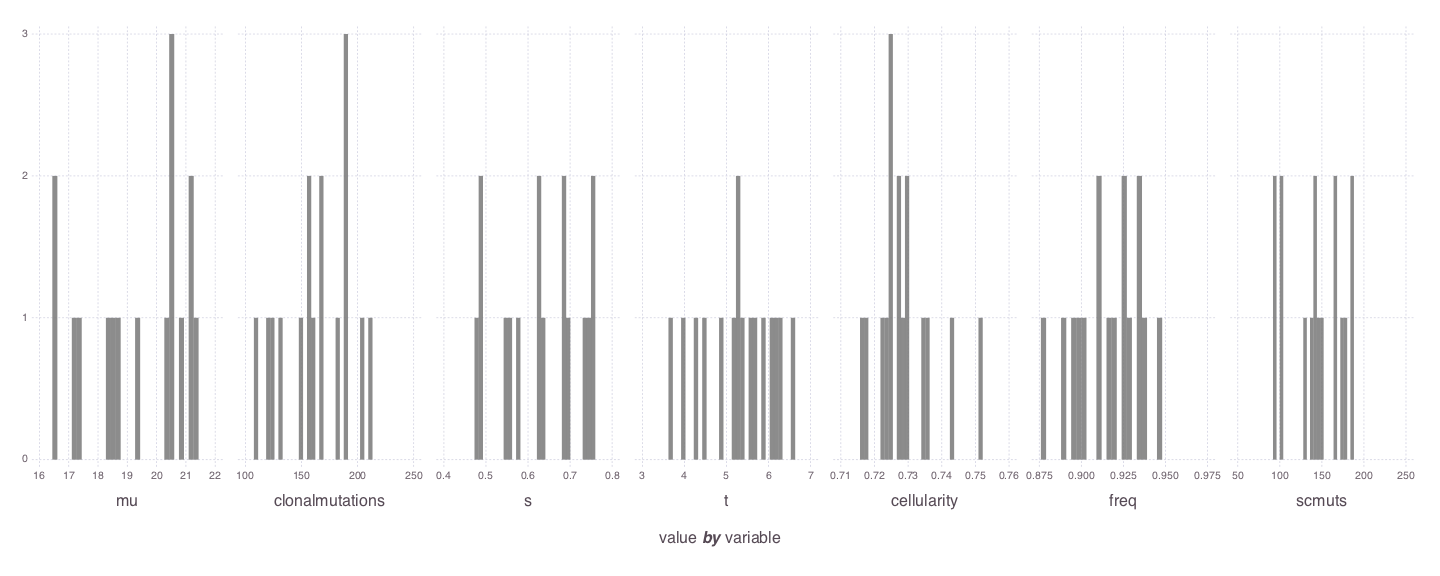 3
2
1
0
16 17 18 19 20 21 22 100 150 200 250 0.4 0.5 0.6 0.7 0.8 3 4 5 6 7 0.71 0.72 0.73 0.74 0.75 0.76 0.875 0.900 0.925 0.950 0.975 50 100 150 200 250
mu clonalmutations s t cellularity freq scmuts
value by variable